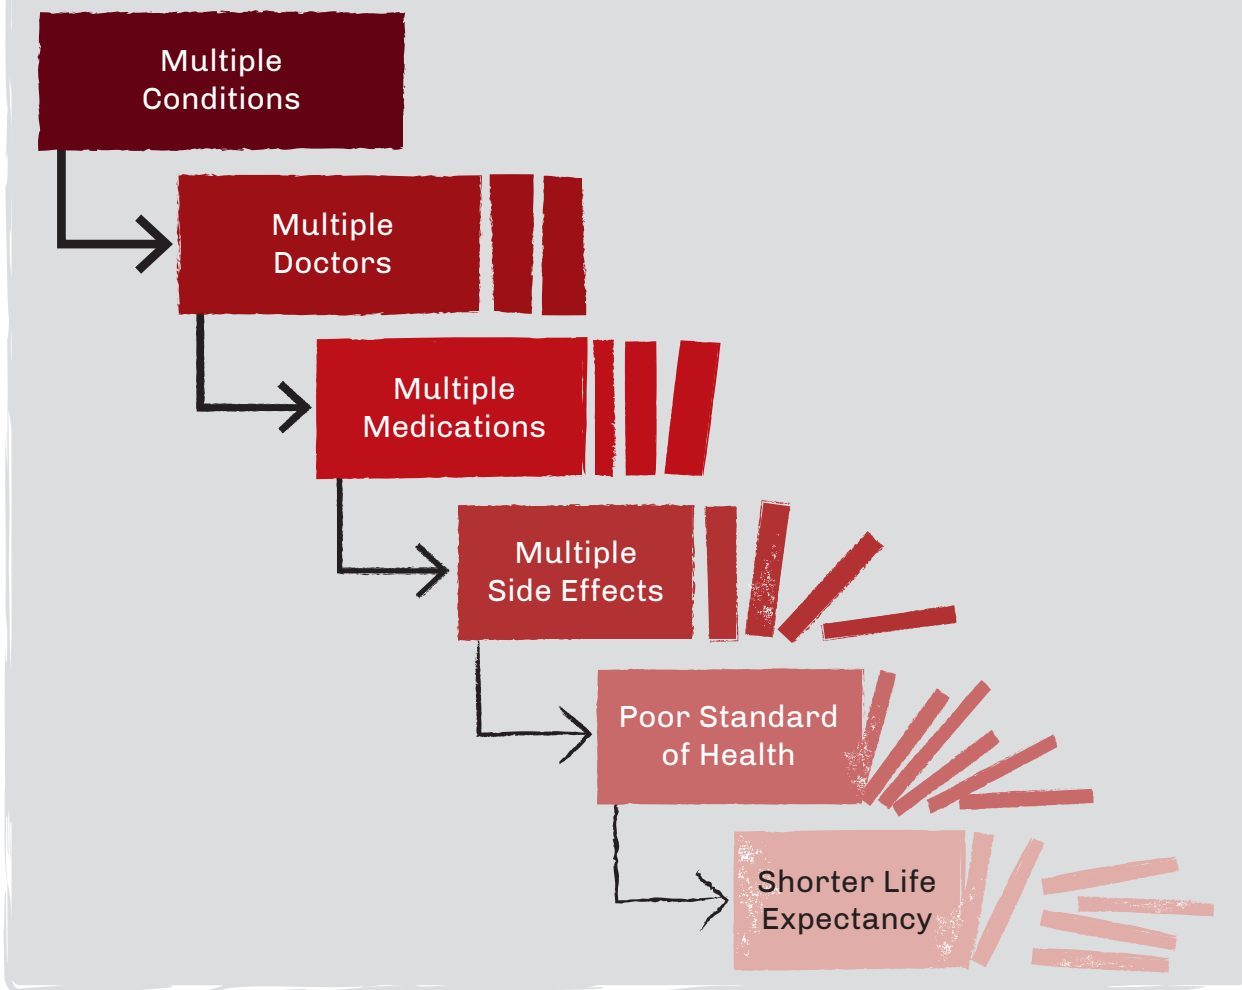 Multiple
Conditions
Multiple
Doctors
Multiple
Medications
Multiple
Side Effects
Poor Standard
of Health
Shorter Life
Expectancy